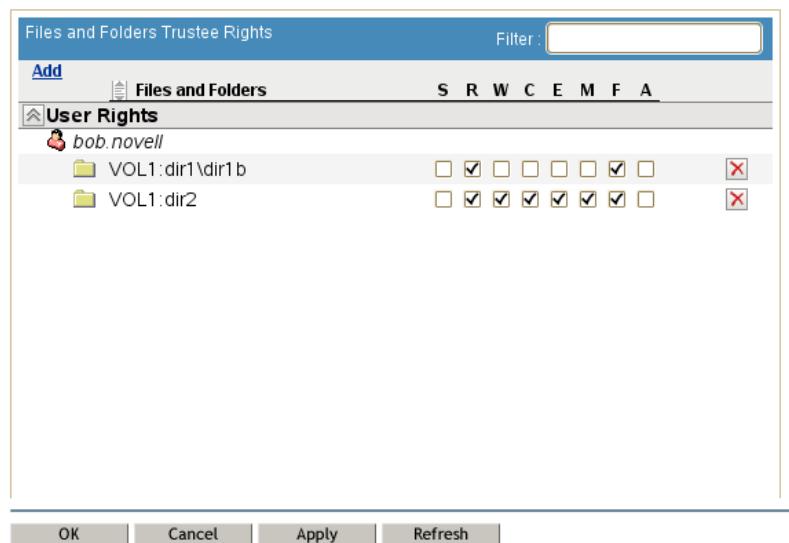 Files and Folders Trustee Rights Filter :
Add
Files and Folders S R W C E M F A
User Rights
bob.novell
VOL1:dir1\dir1b
VOL1:dir2
OK Cancel Apply Refresh